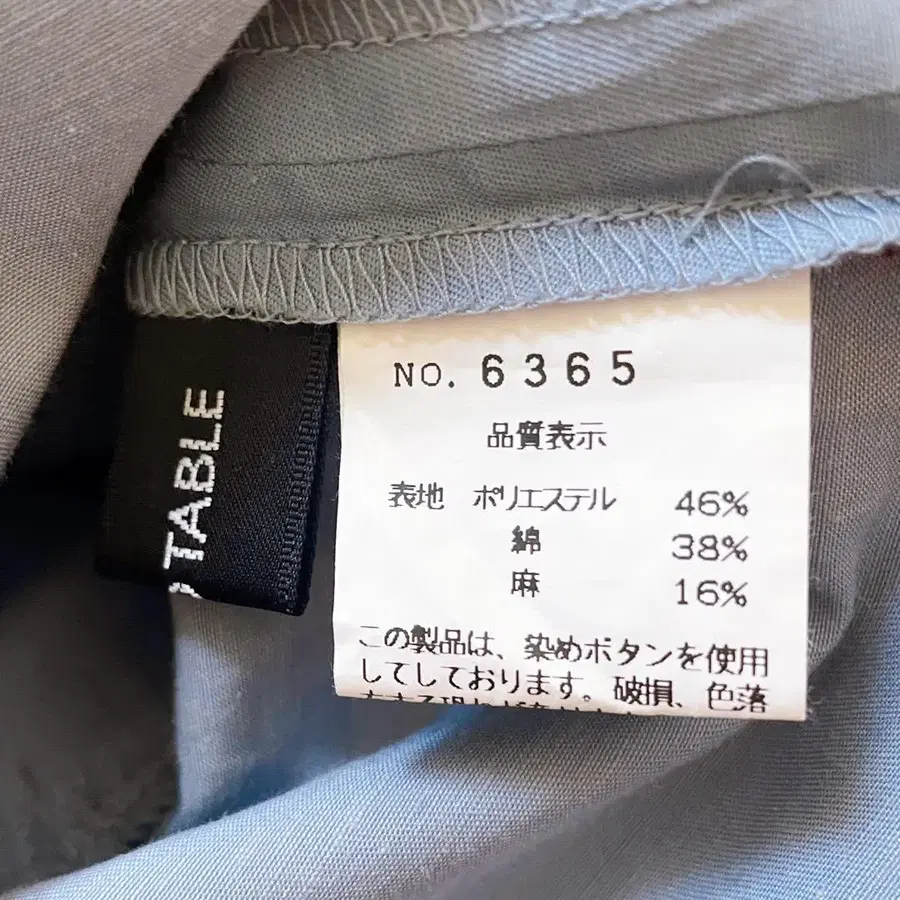 NO. 6365
品質表示
表地 ポリエステル 46%
綿 38%
麻 16%
この製品は、染めボタンを使用
しております。破損、色落
TABLE